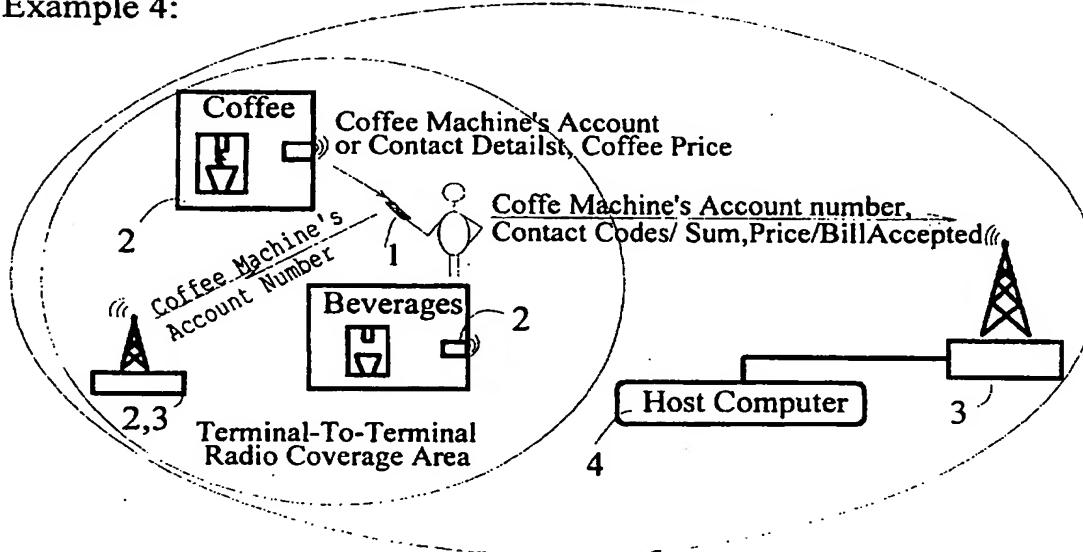 Example 4:
Coffee
Coffee Machine's Account
or Contact Detailst, Coffee Price
2
1
Coffe Machine's Account number,
Contact Codes/ Sum,Price/BillAccepted
Coffee Machine's
Account Number
Beverages
2
2,3
Terminal-To-Terminal
Radio Coverage Area
Host Computer
4
3